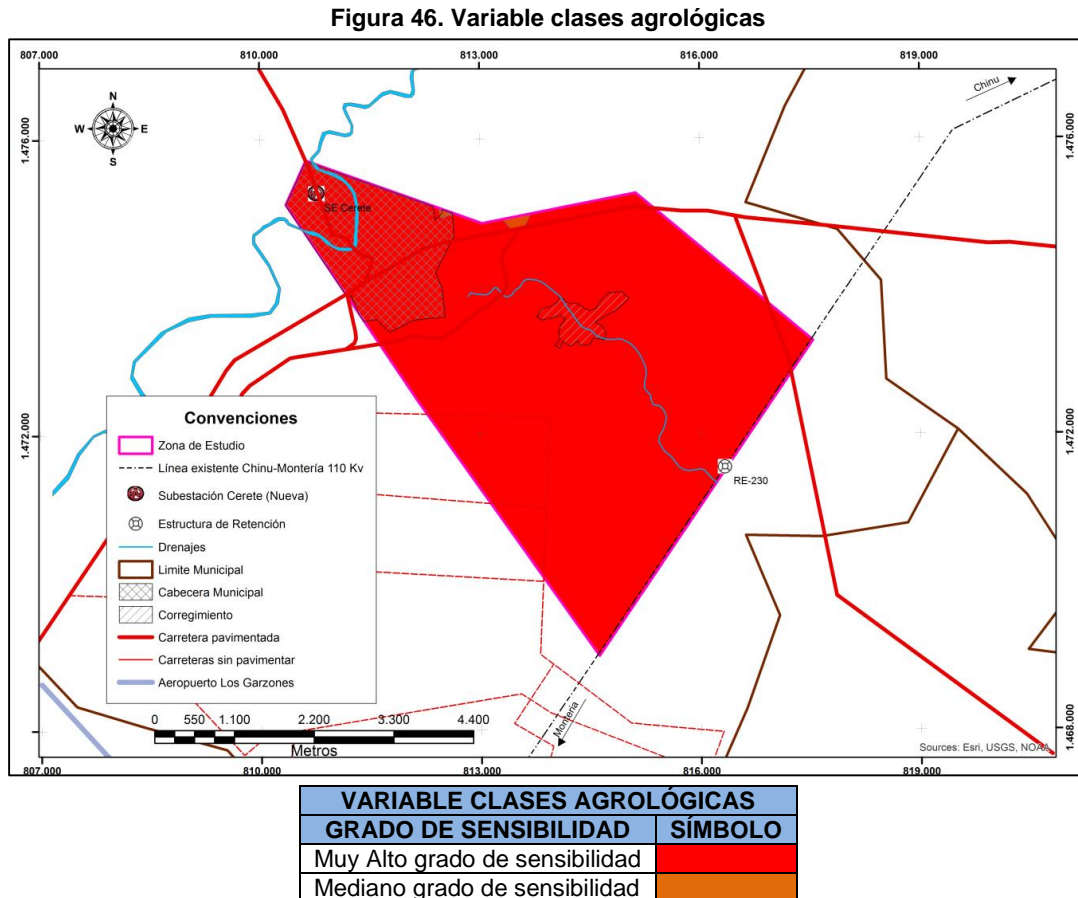 Figura 46. Variable clases agrológicas
807.000 810.000 813.000 816.000 819.000
Chinu
N
W E
S
1.476.000 1.476.000
SE Cerete
1.472.000 1.472.000
RE-230
Convenciones
Zona de Estudio
Línea existente Chinu-Montería 110 Kv
Subestación Cerete (Nueva)
Estructura de Retención
Drenajes
Limite Municipal
Cabecera Municipal
Corregimiento
Carretera pavimentada
Carreteras sin pavimentar
Aeropuerto Los Garzones
Montería
1.468.000
0 550 1.100 2.200 3.300 4.400
Metros
Sources: Esri, USGS, NOAA
807.000 810.000 813.000 816.000 819.000
VARIABLE CLASES AGROLÓGICAS
GRADO DE SENSIBILIDAD SÍMBOLO
Muy Alto grado de sensibilidad
Mediano grado de sensibilidad